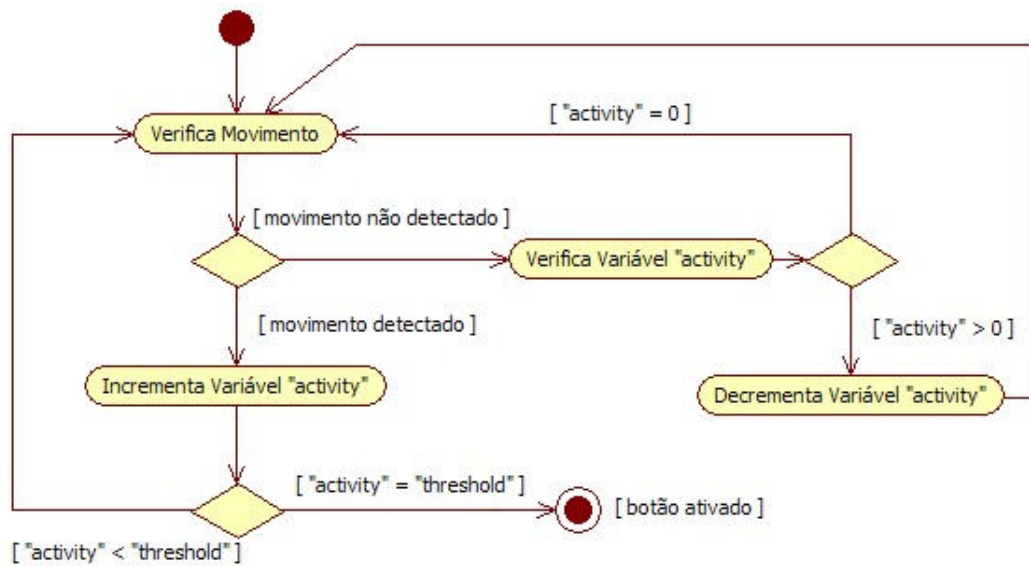 [ "activity" = 0 ]
Verifica Movimento
[ movimento não detectado ]
Verifica Variável "activity"
[ movimento detectado ]
[ "activity" > 0 ]
Incrementa Variável "activity"
Decrementa Variável "activity"
[ "activity" = "threshold" ]
[ botão ativado ]
[ "activity" < "threshold" ]